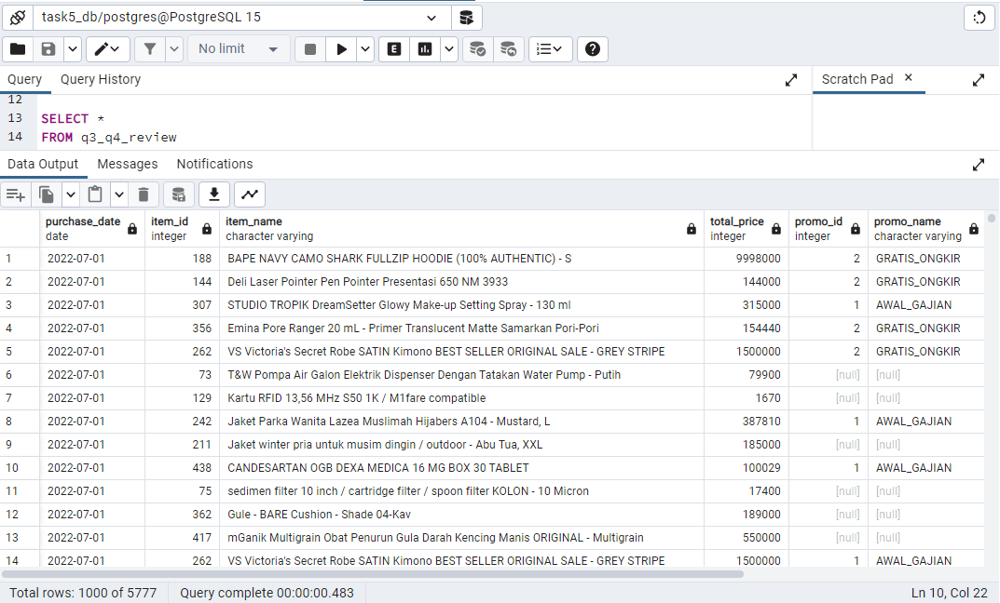 task5_db/postgres@PostgreSQL 15
No limit
E
Query Query History Scratch Pad
12
13 SELECT *
14 FROM q3_q4_review
Data Output Messages Notifications
purchase_date item_id item_name total_price promo_id promo_name
date integer character varying integer integer character varying
1 2022-07-01 188 BAPE NAVY CAMO SHARK FULLZIP HOODIE (100% AUTHENTIC) - S 9998000 2 GRATIS_ONGKIR
2 2022-07-01 144 Deli Laser Pointer Pen Pointer Presentasi 650 NM 3933 144000 2 GRATIS_ONGKIR
3 2022-07-01 307 STUDIO TROPIK DreamSetter Glowy Make-up Setting Spray - 130 ml 315000 1 AWAL_GAJIAN
4 2022-07-01 356 Emina Pore Ranger 20 mL - Primer Translucent Matte Samarkan Pori-Pori 154440 2 GRATIS_ONGKIR
5 2022-07-01 262 VS Victoria's Secret Robe SATIN Kimono BEST SELLER ORIGINAL SALE - GREY STRIPE 1500000 2 GRATIS_ONGKIR
6 2022-07-01 73 T&W Pompa Air Galon Elektrik Dispenser Dengan Tatakan Water Pump - Putih 79900 [null] [null]
7 2022-07-01 129 Kartu RFID 13,56 MHz S50 1K / M1fare compatible 1670 [null] [null]
8 2022-07-01 242 Jaket Parka Wanita Lazea Muslimah Hijabers A104 - Mustard, L 387810 1 AWAL_GAJIAN
9 2022-07-01 211 Jaket winter pria untuk musim dingin / outdoor - Abu Tua, XXL 185000 [null] [null]
10 2022-07-01 438 CANDESARTAN OGB DEXA MEDICA 16 MG BOX 30 TABLET 100029 1 AWAL_GAJIAN
11 2022-07-01 75 sedimen filter 10 inch / cartridge filter / spoon filter KOLON - 10 Micron 17400 [null] [null]
12 2022-07-01 362 Gule - BARE Cushion - Shade 04-Kav 189000 [null] [null]
13 2022-07-01 417 mGanik Multigrain Obat Penurun Gula Darah Kencing Manis ORIGINAL - Multigrain 550000 [null] [null]
14 2022-07-01 262 VS Victoria's Secret Robe SATIN Kimono BEST SELLER ORIGINAL SALE - GREY STRIPE 1500000 1 AWAL_GAJIAN
Total rows: 1000 of 5777 Query complete 00:00:00.483 Ln 10, Col 22